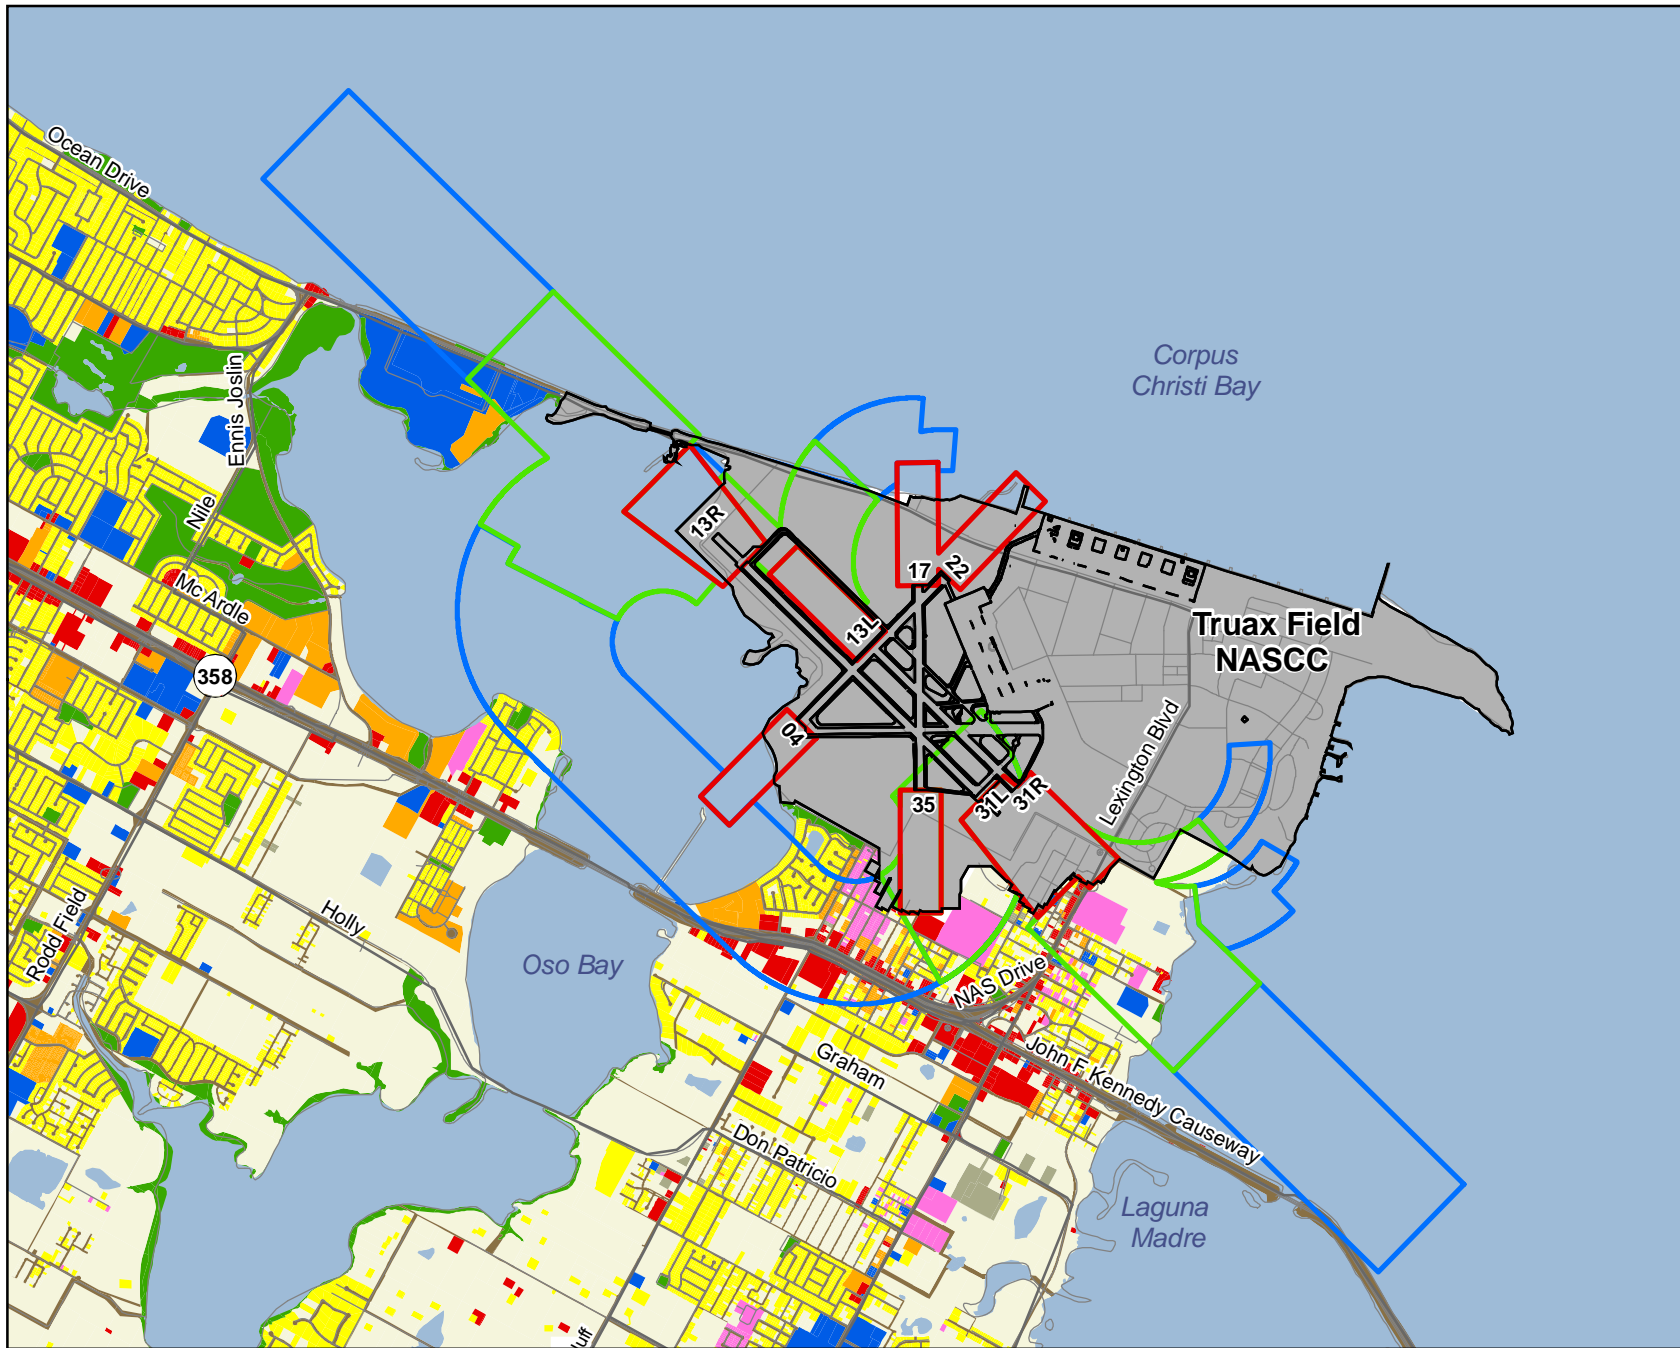 Ocean Drive
Corpus
Christi Bay
Ennis Joslin
Nile
13R
17
22
Mc Ardle
13L
Truax Field
NASCC
358
04
Lexington Blvd
35
31L
31R
Rodd Field
Holly
Oso Bay
NAS Drive
Graham
John F Kennedy Causeway
Don Patricio
Laguna
Madre